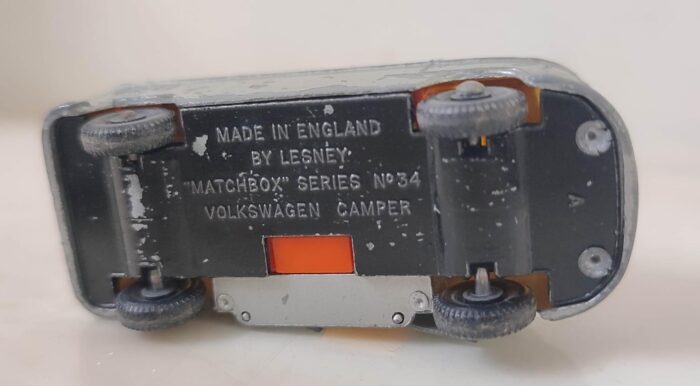 MADE IN ENGLAND
BY LESNEY
"MATCHBOX" SERIES Nº34
VOLKSWAGEN CAMPER
A